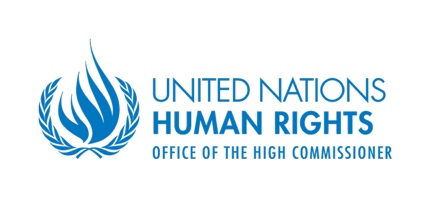 UNITED NATIONS
HUMAN RIGHTS
OFFICE OF THE HIGH COMMISSIONER